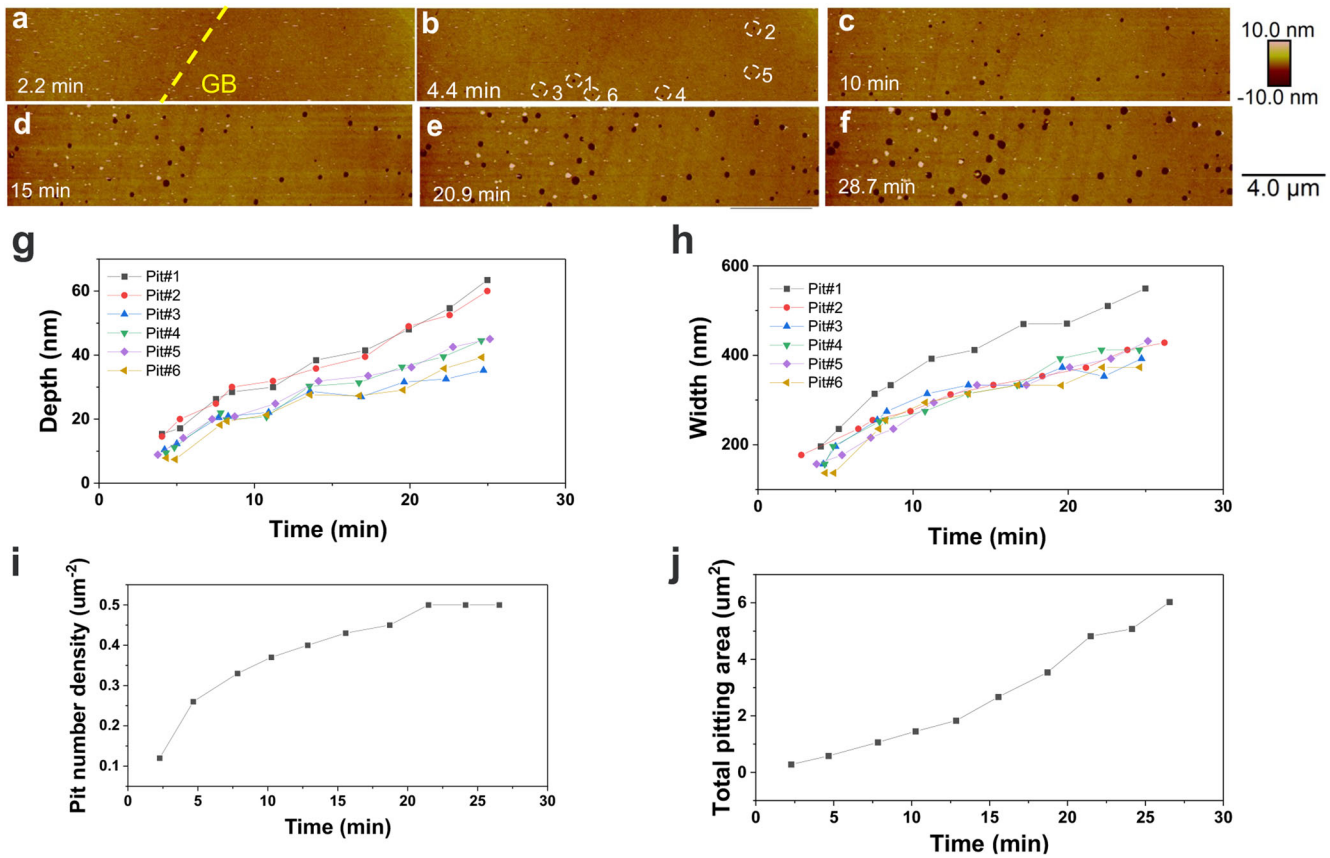 a
GB
2.2 min
b
2
5
1
3
6
4
4.4 min
c
10 min
10.0 nm
-10.0 nm
d
15 min
e
20.9 min
f
28.7 min
4.0 µm
g
Pit#1
Pit#2
Pit#3
Pit#4
Pit#5
Pit#6
Depth (nm)
60
40
20
0
0 10 20 30
Time (min)
h
600
400
200
Pit#1
Pit#2
Pit#3
Pit#4
Pit#5
Pit#6
Width (nm)
0 10 20 30
Time (min)
i
Pit number density (um⁻²)
0.5
0.4
0.3
0.2
0.1
0 5 10 15 20 25 30
Time (min)
j
Total pitting area (um²)
6
4
2
0
0 5 10 15 20 25 30
Time (min)